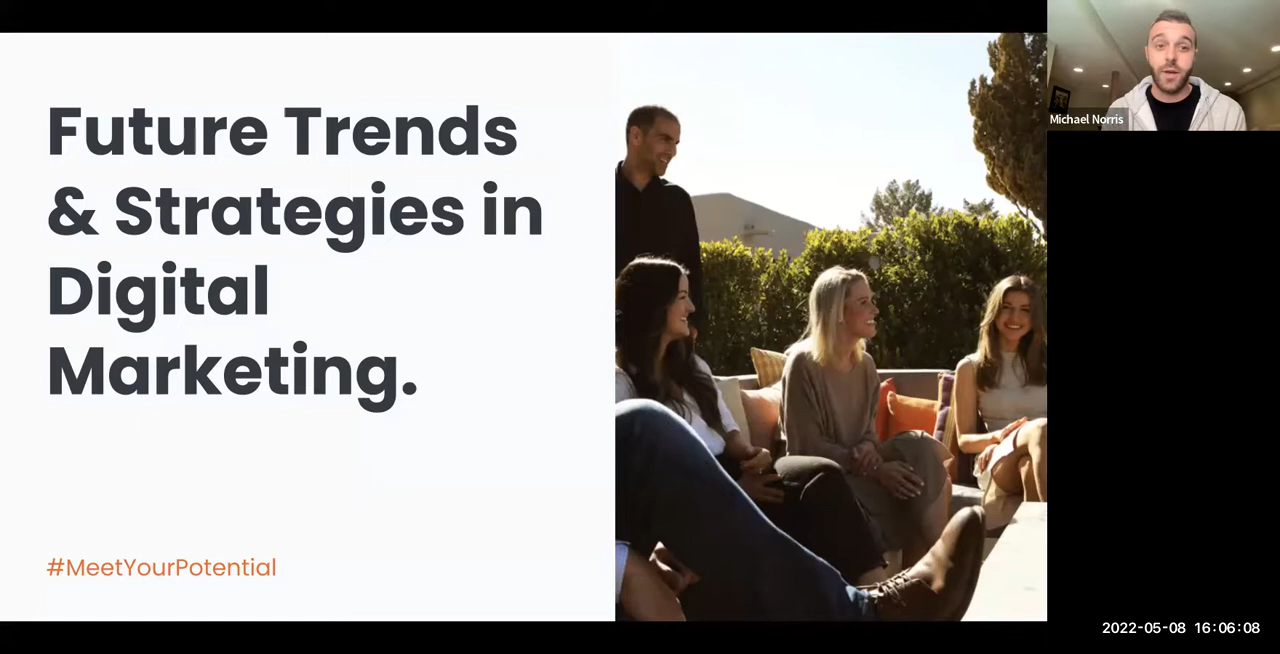 Future Trends
& Strategies in
Digital
Marketing.
#MeetYourPotential
Michael Norris
2022-05-08 16:06:08